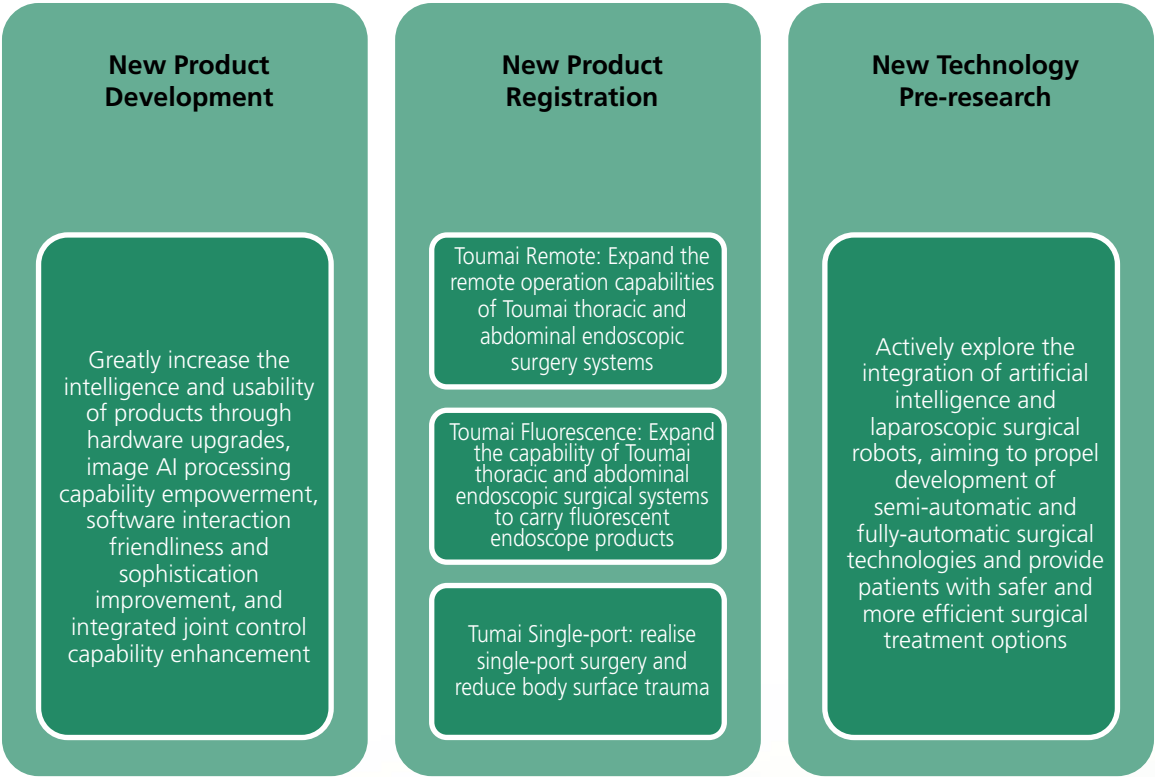 New Product
Development
Greatly increase the
intelligence and usability
of products through
hardware upgrades,
image AI processing
capability empowerment,
software interaction
friendliness and
sophistication
improvement, and
integrated joint control
capability enhancement
New Product
Registration
Toumai Remote: Expand the
remote operation capabilities
of Toumai thoracic and
abdominal endoscopic
surgery systems
Toumai Fluorescence: Expand
the capability of Toumai
thoracic and abdominal
endoscopic surgical systems
to carry fluorescent
endoscope products
Tumai Single-port: realise
single-port surgery and
reduce body surface trauma
New Technology
Pre-research
Actively explore the
integration of artificial
intelligence and
laparoscopic surgical
robots, aiming to propel
development of
semi-automatic and
fully-automatic surgical
technologies and provide
patients with safer and
more efficient surgical
treatment options